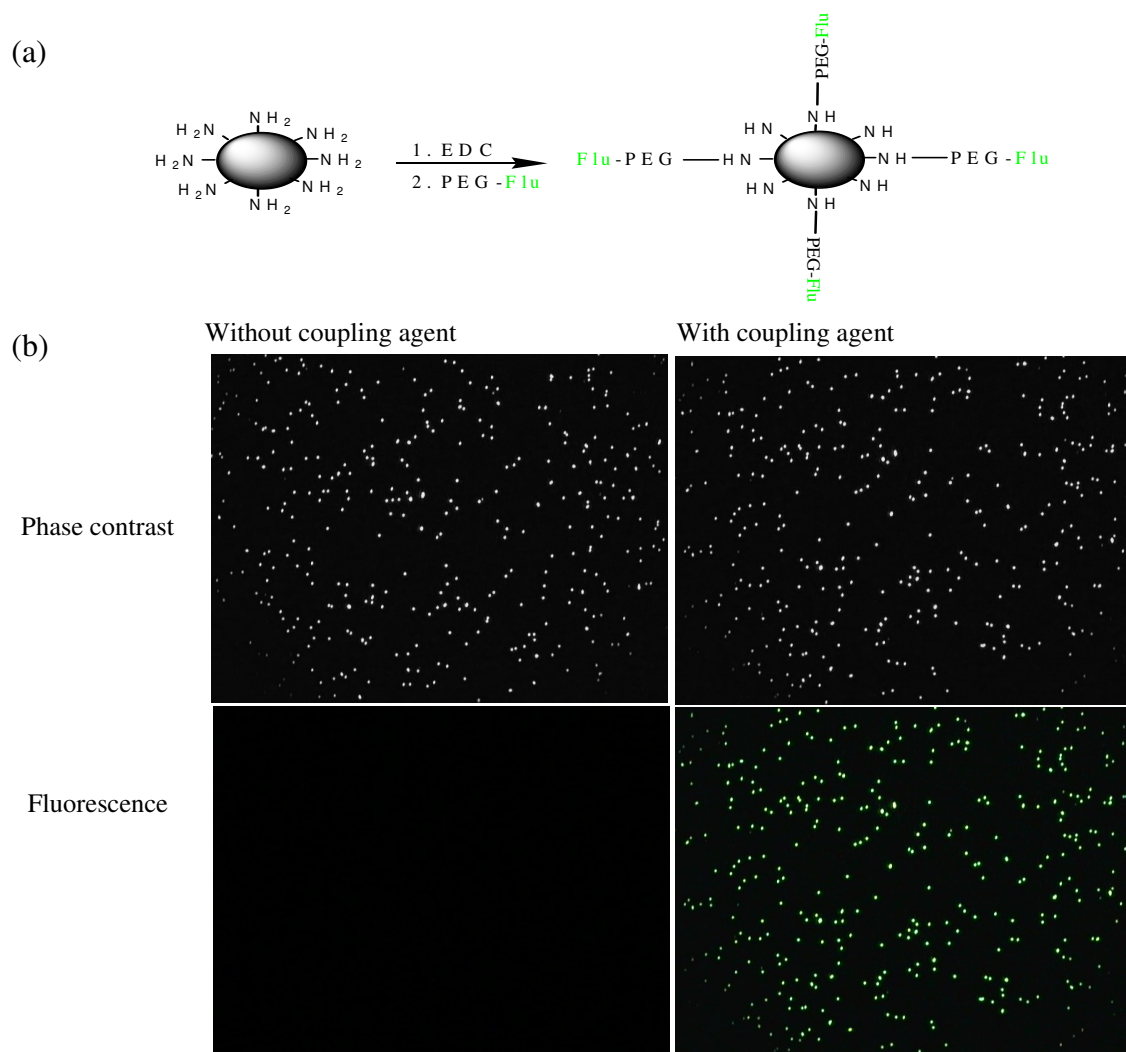 (a)
PEG-Flu
NH2
H2N
NH2
H2N
NH2
H2N
NH2
NH2
1. EDC
2. PEG-Flu
NH
HN
NH
Flu-PEG
HN
NH
PEG-Flu
HN
NH
NH
PEG-Flu
(b)
Without coupling agent
With coupling agent
Phase contrast
Fluorescence